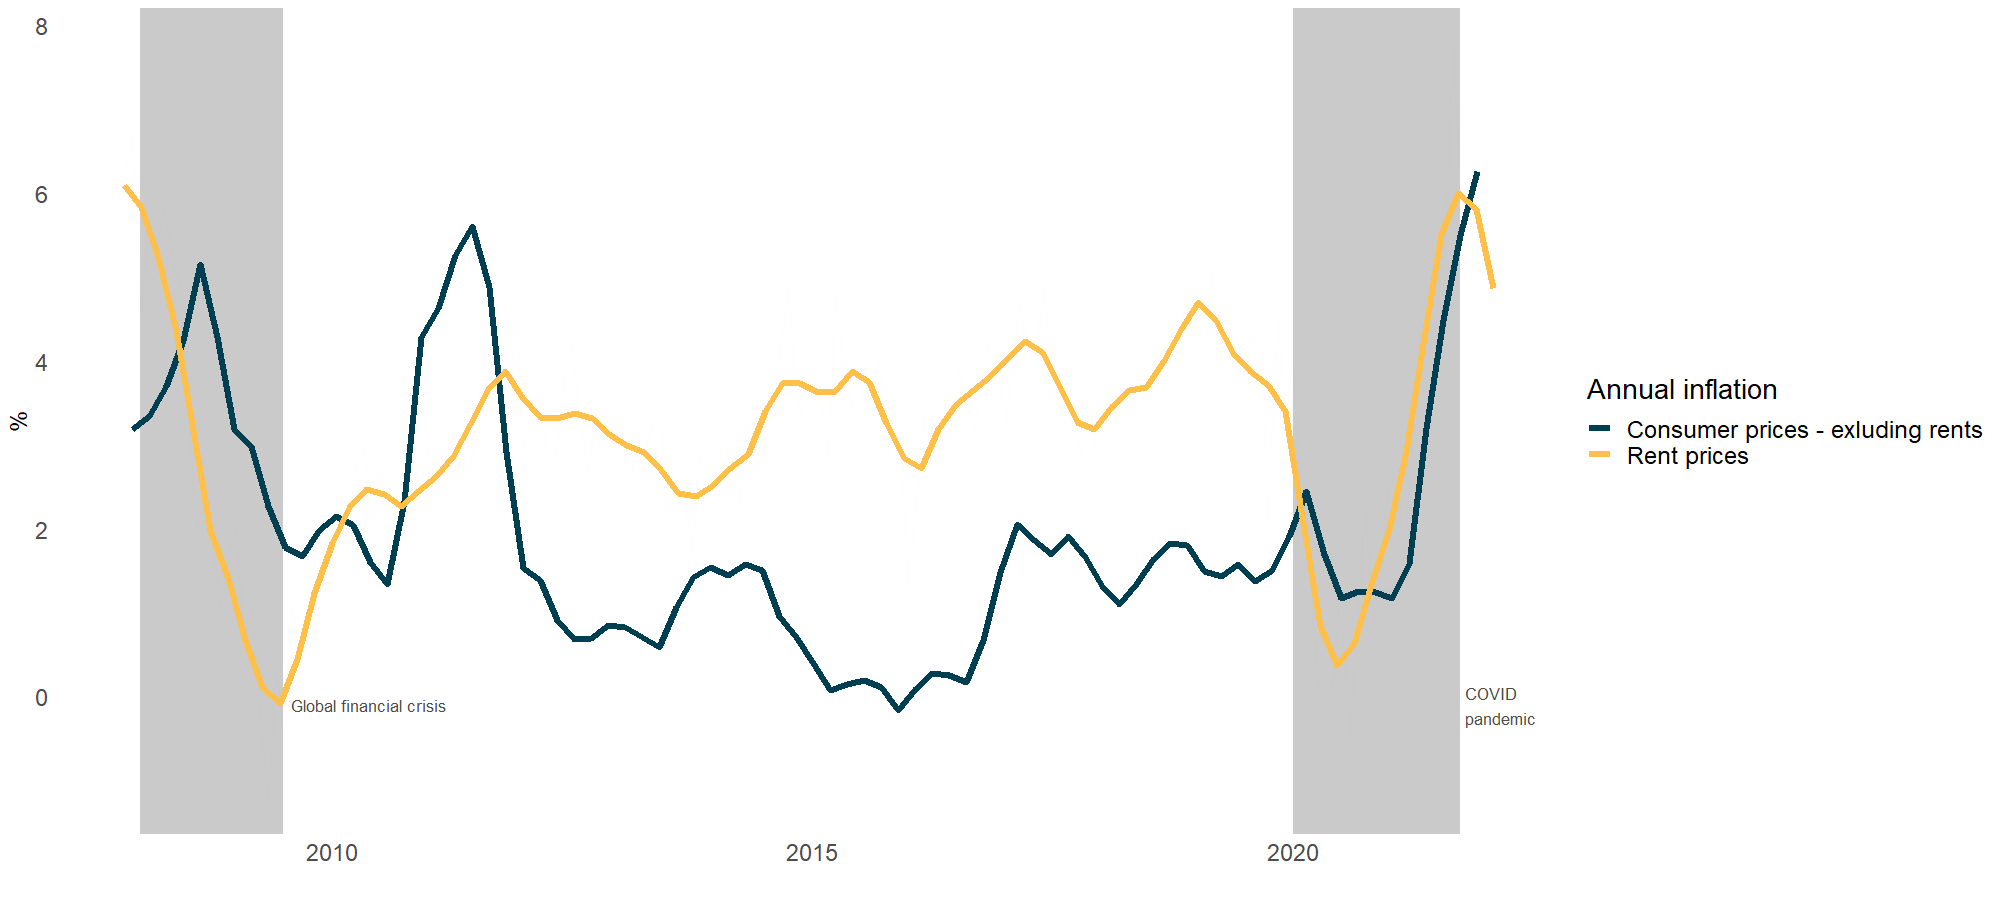 8
6
4
2
0
%
Global financial crisis
COVID
pandemic
2010
2015
2020
Annual inflation
Consumer prices - exluding rents
Rent prices